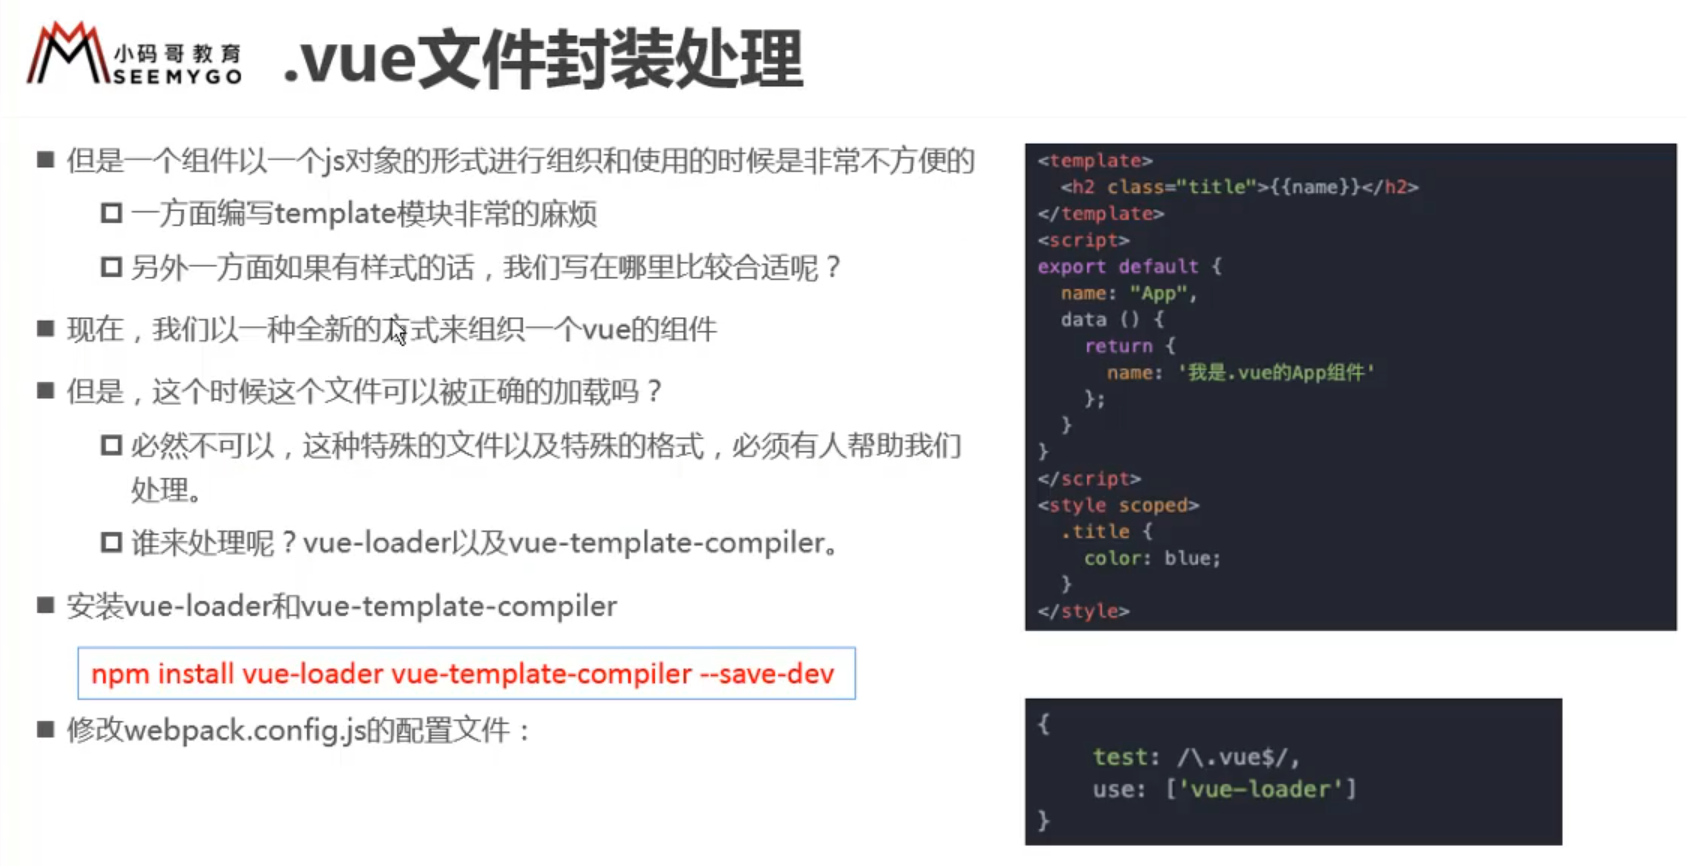 小码哥教育
SEEMYGO
.vue文件封装处理
但是一个组件以一个js对象的形式进行组织和使用的时候是非常不方便的
一方面编写template模块非常的麻烦
另外一方面如果有样式的话，我们写在哪里比较合适呢？
现在，我们以一种全新的方式来组织一个vue的组件
但是，这个时候这个文件可以被正确的加载吗？
必然不可以，这种特殊的文件以及特殊的格式，必须有人帮助我们
处理。
谁来处理呢？vue-loader以及vue-template-compiler。
安装vue-loader和vue-template-compiler
npm install vue-loader vue-template-compiler --save-dev
修改webpack.config.js的配置文件：
<template>
  <h2 class="title">{{name}}</h2>
</template>
<script>
export default {
  name: "App",
  data () {
    return {
      name: '我是.vue的App组件'
    };
  }
}
</script>
<style scoped>
  .title {
    color: blue;
  }
</style>
{
    test: /\.vue$/,
    use: ['vue-loader']
}